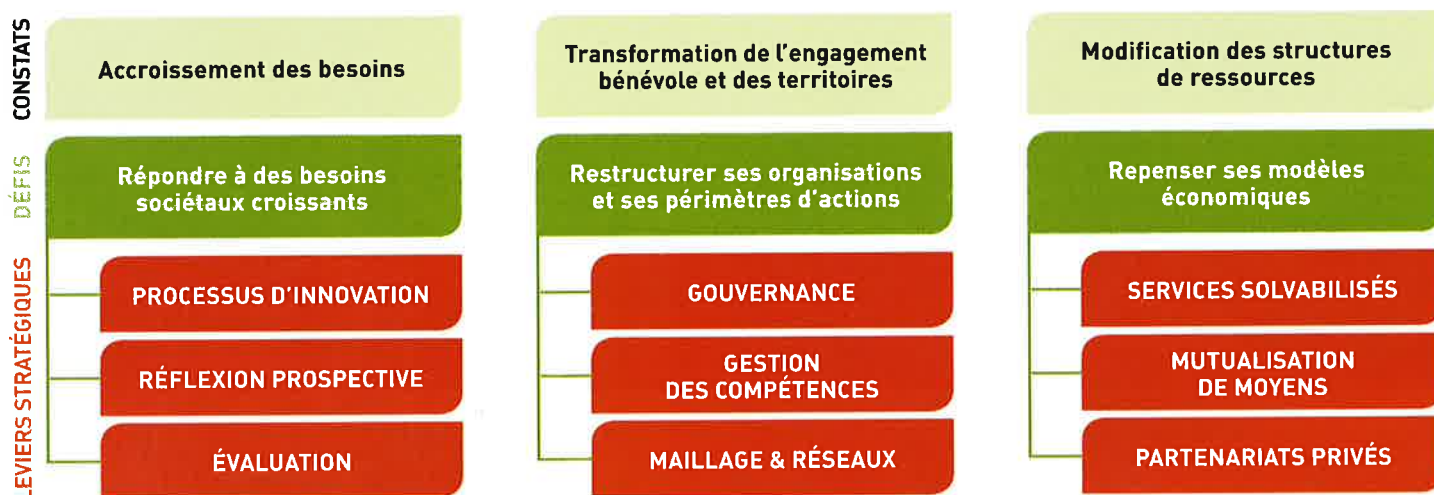 CONSTATS
Accroissement des besoins
Transformation de l'engagement
bénévole et des territoires
Modification des structures
de ressources
DÉFIS
Répondre à des besoins
sociétaux croissants
Restructurer ses organisations
et ses périmètres d'actions
Repenser ses modèles
économiques
LEVIERS STRATÉGIQUES
PROCESSUS D'INNOVATION
RÉFLEXION PROSPECTIVE
ÉVALUATION
GOUVERNANCE
GESTION
DES COMPÉTENCES
MAILLAGE & RÉSEAUX
SERVICES SOLVABILISÉS
MUTUALISATION
DE MOYENS
PARTENARIATS PRIVÉS